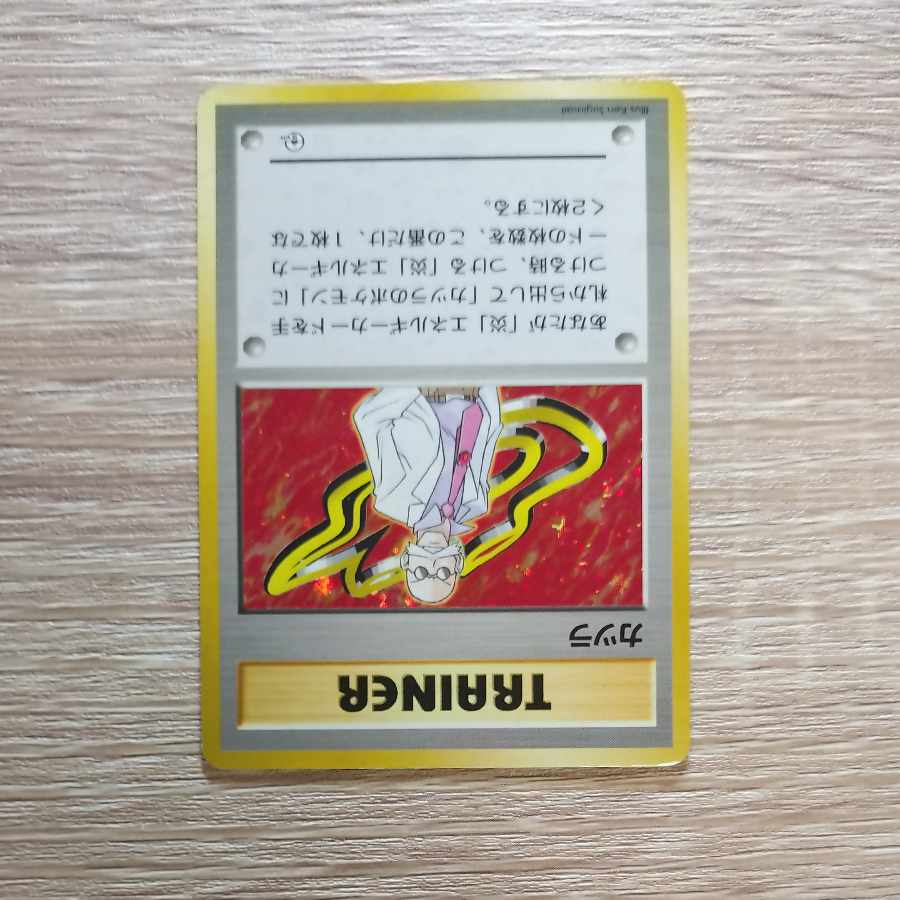 TRAINER
カツラ
あなたが「炎」エネルギーカードを手
札から出して「カツラのポケモン」に
つける時、つける「炎」エネルギーカ
ードの枚数を、この番だけ、1枚でな
く2枚にする。
Illus. Ken Sugimori